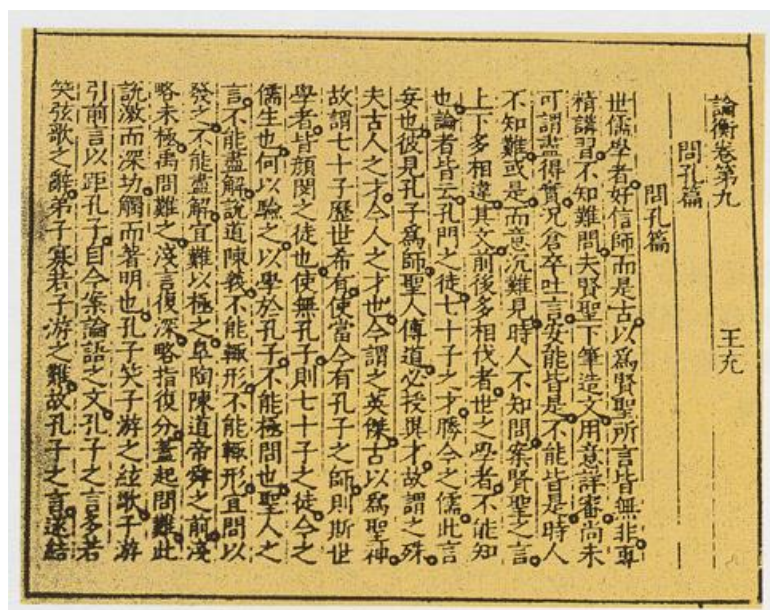 論衡卷第九
王充
問孔篇
問孔篇
世儒學者好信師而是古以爲賢聖所言皆無非專
精講習不知難問夫賢聖下筆造文用意詳審尚未
可謂盡得實况倉卒吐言安能皆是不能皆是時人
不知難或是而意沉難見時人不知問案賢聖之言
上下多相違其文前後多相伐者世之學者不能知
也論者皆云孔門之徒七十子之才勝今之儒此言
妄也彼見孔子爲師聖人傳道必授異才故謂之殊
夫古人之才今人之才也今謂之英傑古以爲聖神
故謂七十子歷世希有使當今有孔子之師則斯世
學者皆顔閔之徒也使無孔子則七十子之徒今之
儒生也何以驗之以學於孔子不能極問也聖人之
言不能盡解說道陳義不能輒形不能輒形宜問以
發之不能盡解宜難以極之臯陶陳道帝舜之前淺
略未極禹問難之淺言復深略指復分蓋起問難此
說激而深切觸而著明也孔子笑子游之絃歌子游
引前言以距孔子自今案論語之文孔子之言多若
笑弦歌之辭弟子寡若子游之難故孔子之言遂結